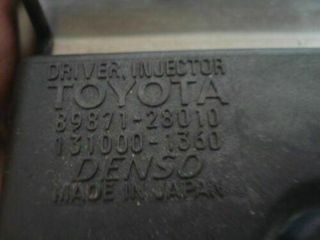 DRIVER, INJECTOR
TOYOTA
89871-28010
131000-1360
DENSO
MADE IN JAPAN